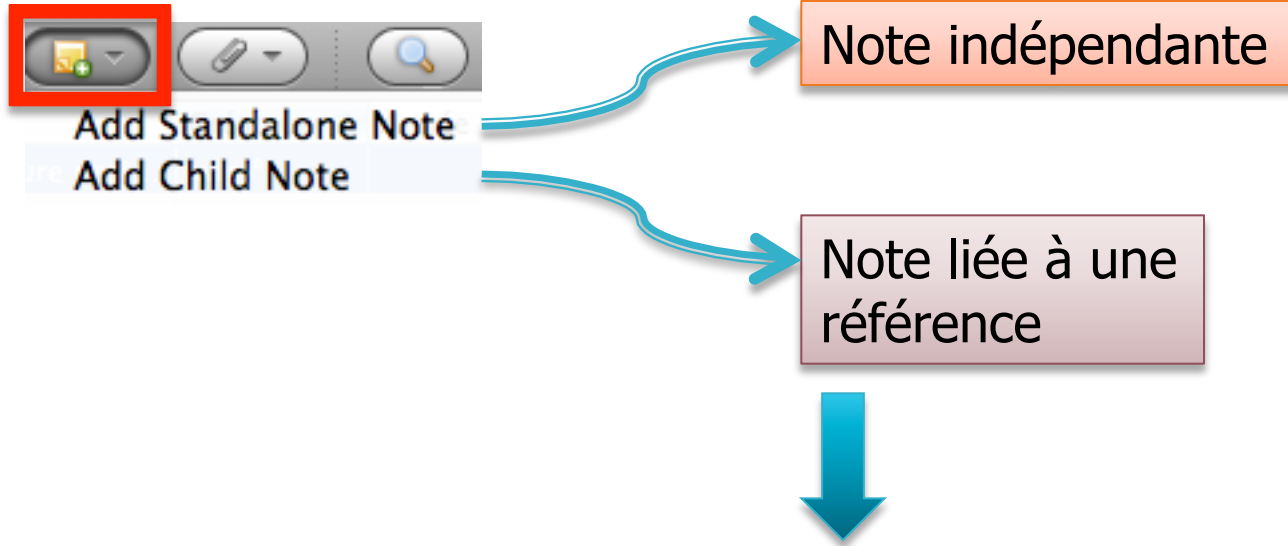 Note indépendante
Add Standalone Note
Add Child Note
Note liée à une
référence